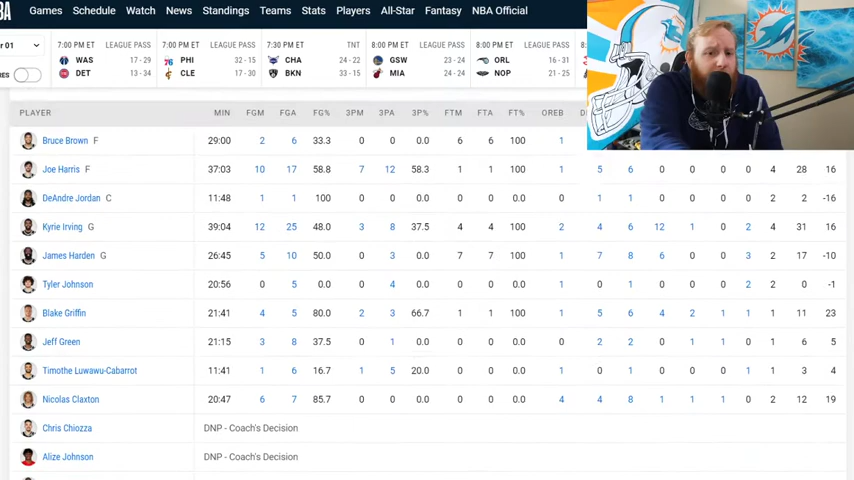 Games Schedule Watch News Standings Teams Stats Players All-Star Fantasy NBA Official
r 01 7:00 PM ET LEAGUE PASS 7:00 PM ET LEAGUE PASS 7:30 PM ET TNT 8:00 PM ET LEAGUE PASS 8:00 PM ET LEAGUE PASS
WAS 17 - 29 PHI 32 - 15 CHA 24 - 22 GSW 23 - 24 ORL 16 - 31
RES DET 13 - 34 CLE 17 - 30 BKN 33 - 15 MIA 24 - 24 NOP 21 - 25
PLAYER MIN FGM FGA FG% 3PM 3PA 3P% FTM FTA FT% OREB
Bruce Brown F 29:00 2 6 33.3 0 0 0.0 6 6 100 1
Joe Harris F 37:03 10 17 58.8 7 12 58.3 1 1 100 1 5 6 0 0 0 0 4 28 16
DeAndre Jordan C 11:48 1 1 100 0 0 0.0 0 0 0.0 0 1 1 0 0 0 0 2 2 -16
Kyrie Irving G 39:04 12 25 48.0 3 8 37.5 4 4 100 2 4 6 12 1 0 2 4 31 16
James Harden G 26:45 5 10 50.0 0 3 0.0 7 7 100 1 7 8 6 0 0 3 2 17 -10
Tyler Johnson 20:56 0 5 0.0 0 4 0.0 0 0 0.0 1 0 1 0 0 0 2 2 0 -1
Blake Griffin 21:41 4 5 80.0 2 3 66.7 1 1 100 1 5 6 4 2 1 1 1 11 23
Jeff Green 21:15 3 8 37.5 0 1 0.0 0 0 0.0 0 2 2 0 1 1 0 1 6 5
Timothe Luwawu-Cabarrot 11:41 1 6 16.7 1 5 20.0 0 0 0.0 1 0 1 0 0 0 1 1 3 4
Nicolas Claxton 20:47 6 7 85.7 0 0 0.0 0 0 0.0 4 4 8 1 1 1 0 2 12 19
Chris Chiozza DNP - Coach's Decision
Alize Johnson DNP - Coach's Decision